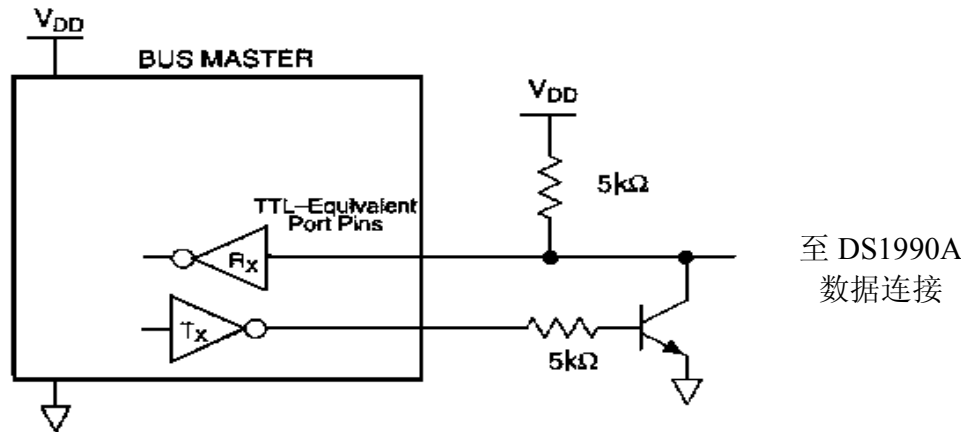 VDD
BUS MASTER
VDD
5kΩ
TTL–Equivalent
Port Pins
RX
至 DS1990A
数据连接
TX
5kΩ